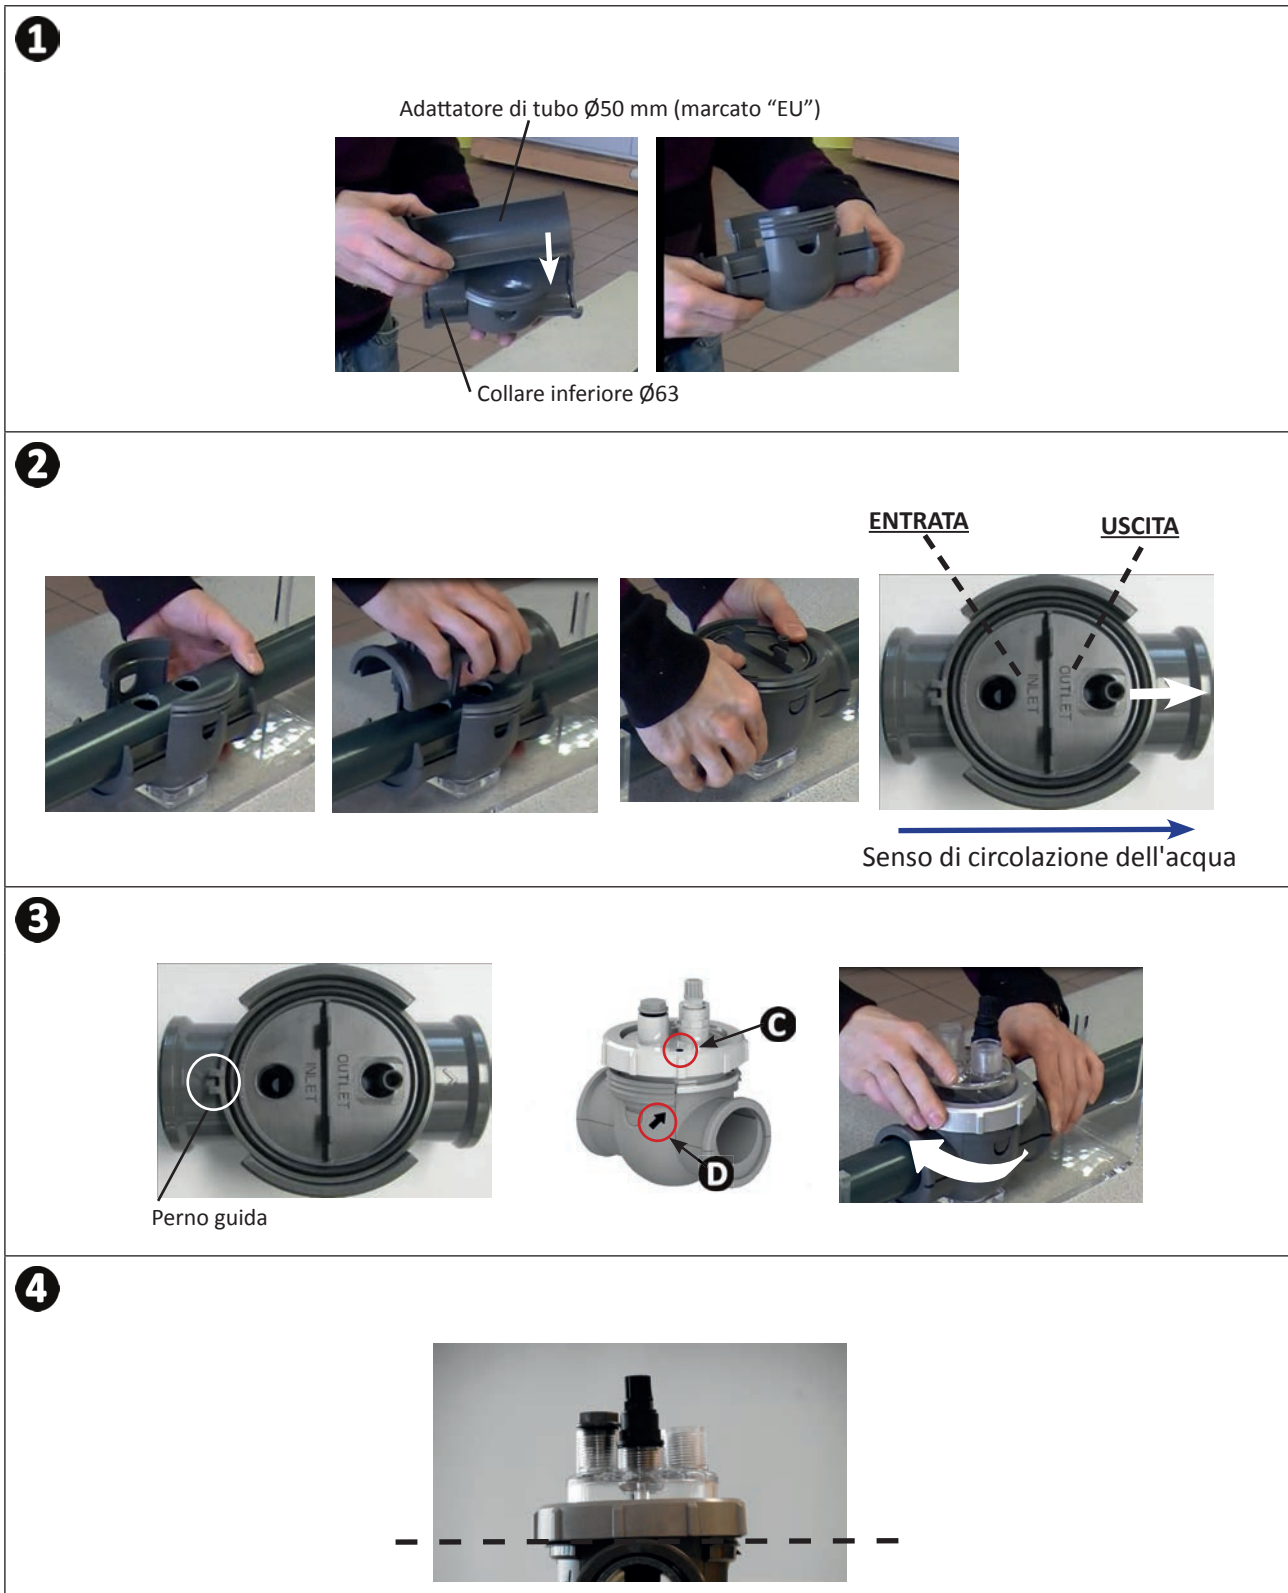 1
Adattatore di tubo Ø50 mm (marcato “EU”)
Collare inferiore Ø63
2
ENTRATA
USCITA
INLET
OUTLET
Senso di circolazione dell'acqua
3
INLET
OUTLET
C
D
Perno guida
4